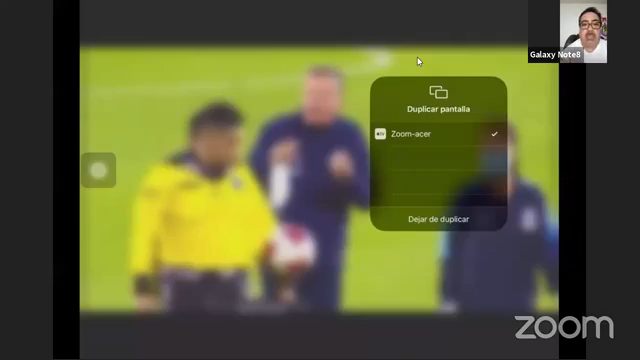 Galaxy Note8
Duplicar pantalla
Zoom-acer
Dejar de duplicar
zoom